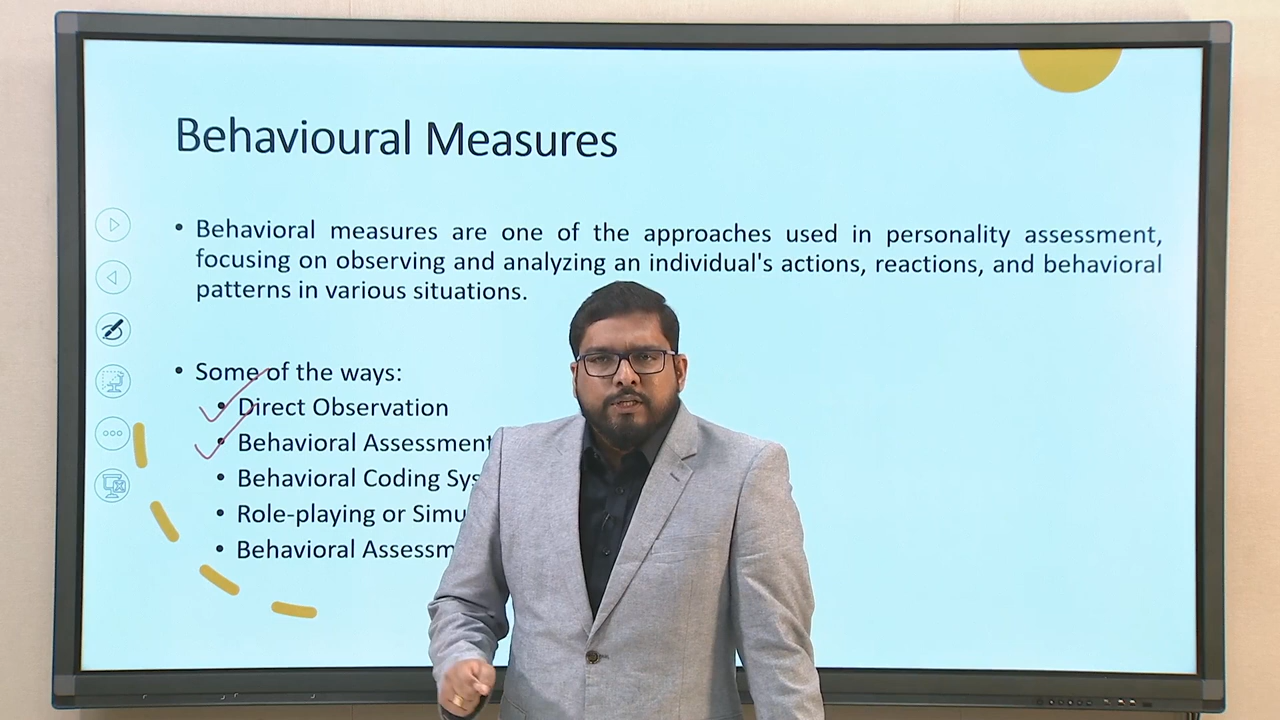 Behavioural Measures
• Behavioral measures are one of the approaches used in personality assessment,
focusing on observing and analyzing an individual's actions, reactions, and behavioral
patterns in various situations.
• Some of the ways:
• Direct Observation
• Behavioral Assessment
• Behavioral Coding
• Role-playing or
• Behavioral